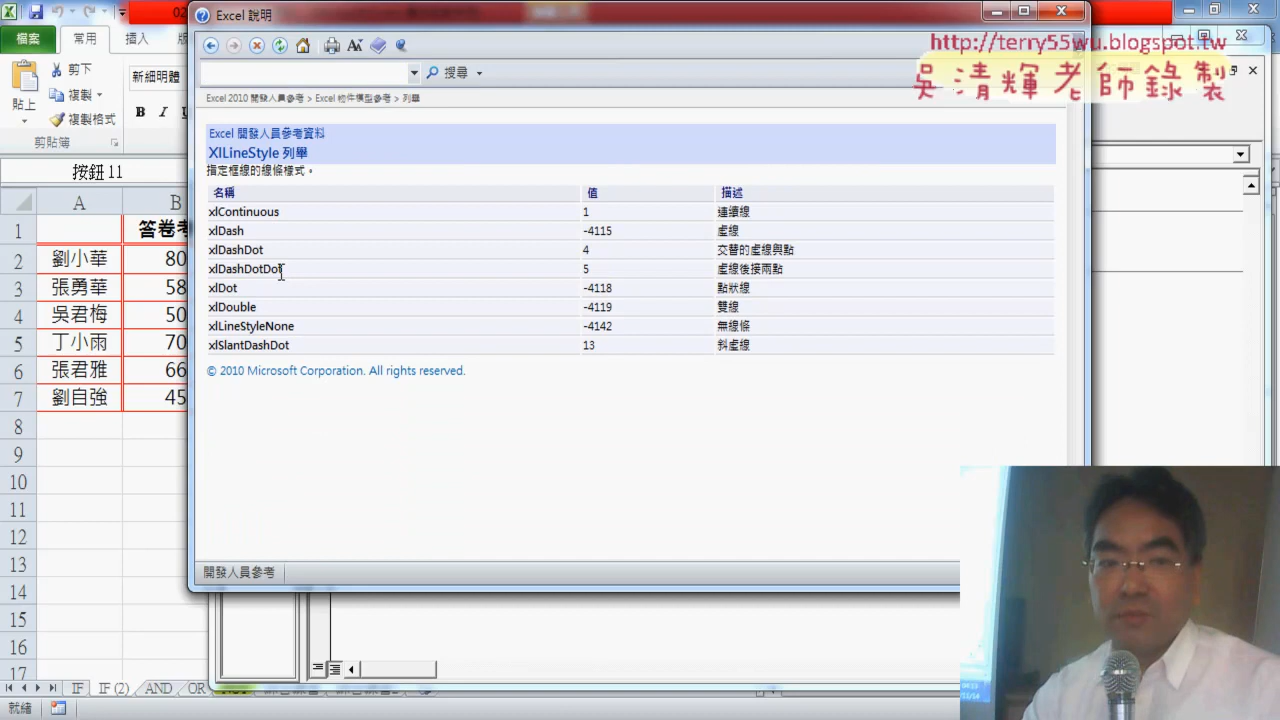 Excel 說明
http://terry55wu.blogspot.tw
吳清輝老師錄製
檔案
常用
插入
剪下
複製
複製格式
貼上
剪貼簿
新細明體
B I U
搜尋
Excel 2010 開發人員參考 > Excel 物件模型參考 > 列舉
Excel 開發人員參考資料
XlLineStyle 列舉
指定框線的線條樣式。
名稱 值 描述
xlContinuous 1 連續線
xlDash -4115 虛線
xlDashDot 4 交替的虛線與點
xlDashDotDot 5 虛線後接兩點
xlDot -4118 點狀線
xlDouble -4119 雙線
xlLineStyleNone -4142 無線條
xlSlantDashDot 13 斜虛線
© 2010 Microsoft Corporation. All rights reserved.
開發人員參考
按鈕 11
A B
1 答卷
2 劉小華 80
3 張勇華 58
4 吳君梅 50
5 丁小雨 70
6 張君雅 66
7 劉自強 45
8
9
10
11
12
13
14
15
16
17
IF IF (2) AND OR
就緒